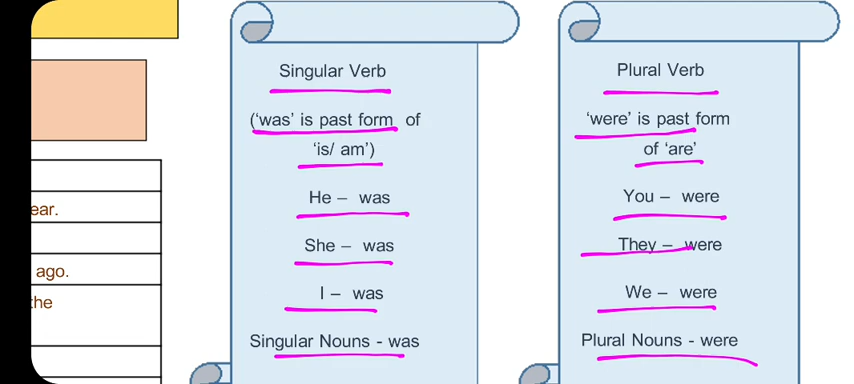 ear.
ago.
the
Singular Verb
(‘was’ is past form of
‘is/ am’)
He – was
She – was
I – was
Singular Nouns - was
Plural Verb
‘were’ is past form
of ‘are’
You – were
They – were
We – were
Plural Nouns - were